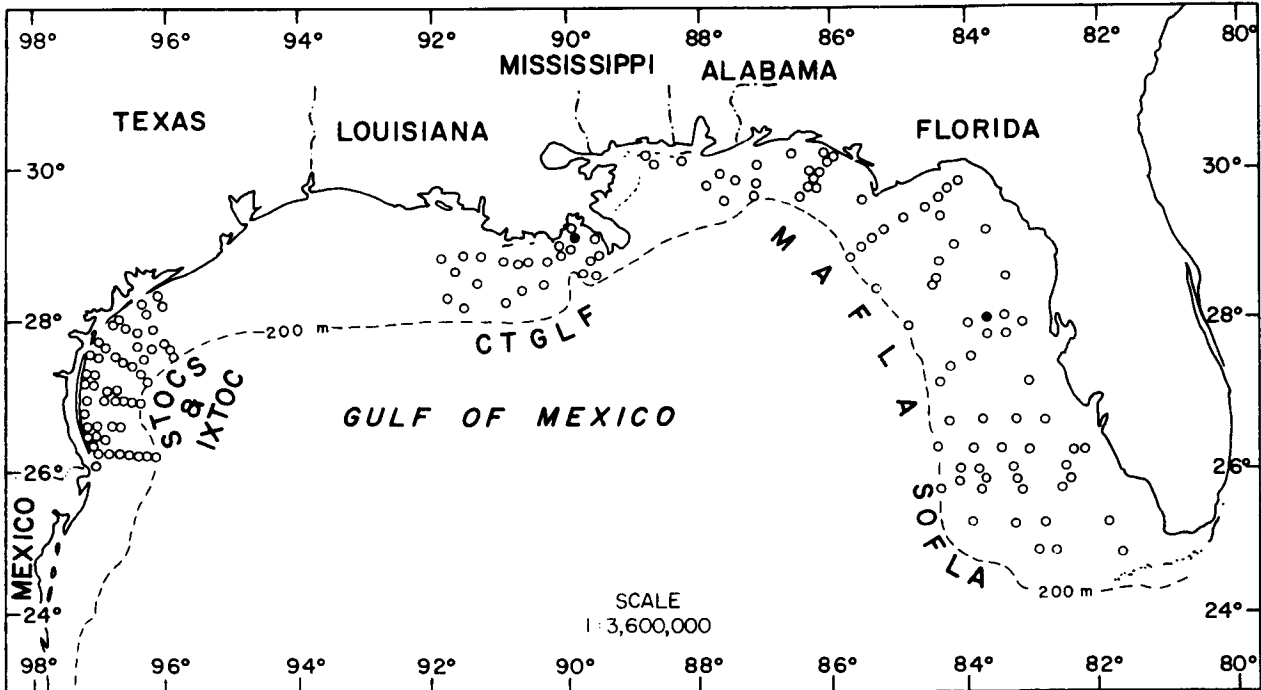 98° 96° 94° 92° 90° 88° 86° 84° 82° 80°
MISSISSIPPI ALABAMA
TEXAS LOUISIANA FLORIDA
30° 30°
MAFLA
28° 28°
200 m
CTGLF
STOCS
&
IXTOC
GULF OF MEXICO
26° 26°
SOFLA
MEXICO
200 m
24° 24°
SCALE
1:3,600,000
98° 96° 94° 92° 90° 88° 86° 84° 82° 80°